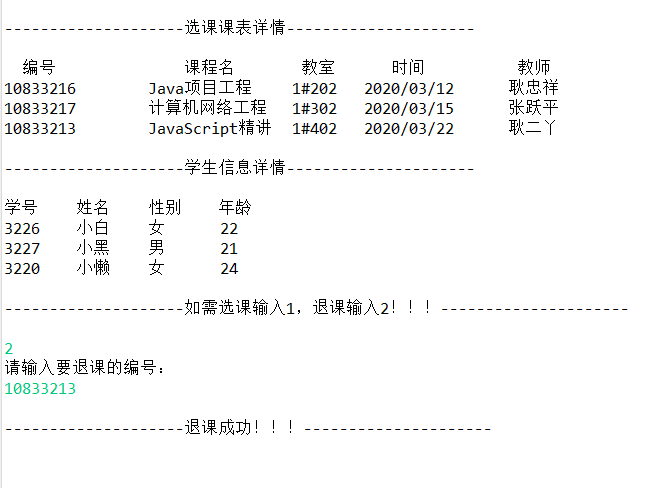 --------------------选课课表详情---------------------
编号 课程名 教室 时间 教师
10833216 Java项目工程 1#202 2020/03/12 耿忠祥
10833217 计算机网络工程 1#302 2020/03/15 张跃平
10833213 JavaScript精讲 1#402 2020/03/22 耿二丫
--------------------学生信息详情---------------------
学号 姓名 性别 年龄
3226 小白 女 22
3227 小黑 男 21
3220 小懒 女 24
--------------------如需选课输入1，退课输入2！！！---------------------
2
请输入要退课的编号：
10833213
--------------------退课成功！！！---------------------